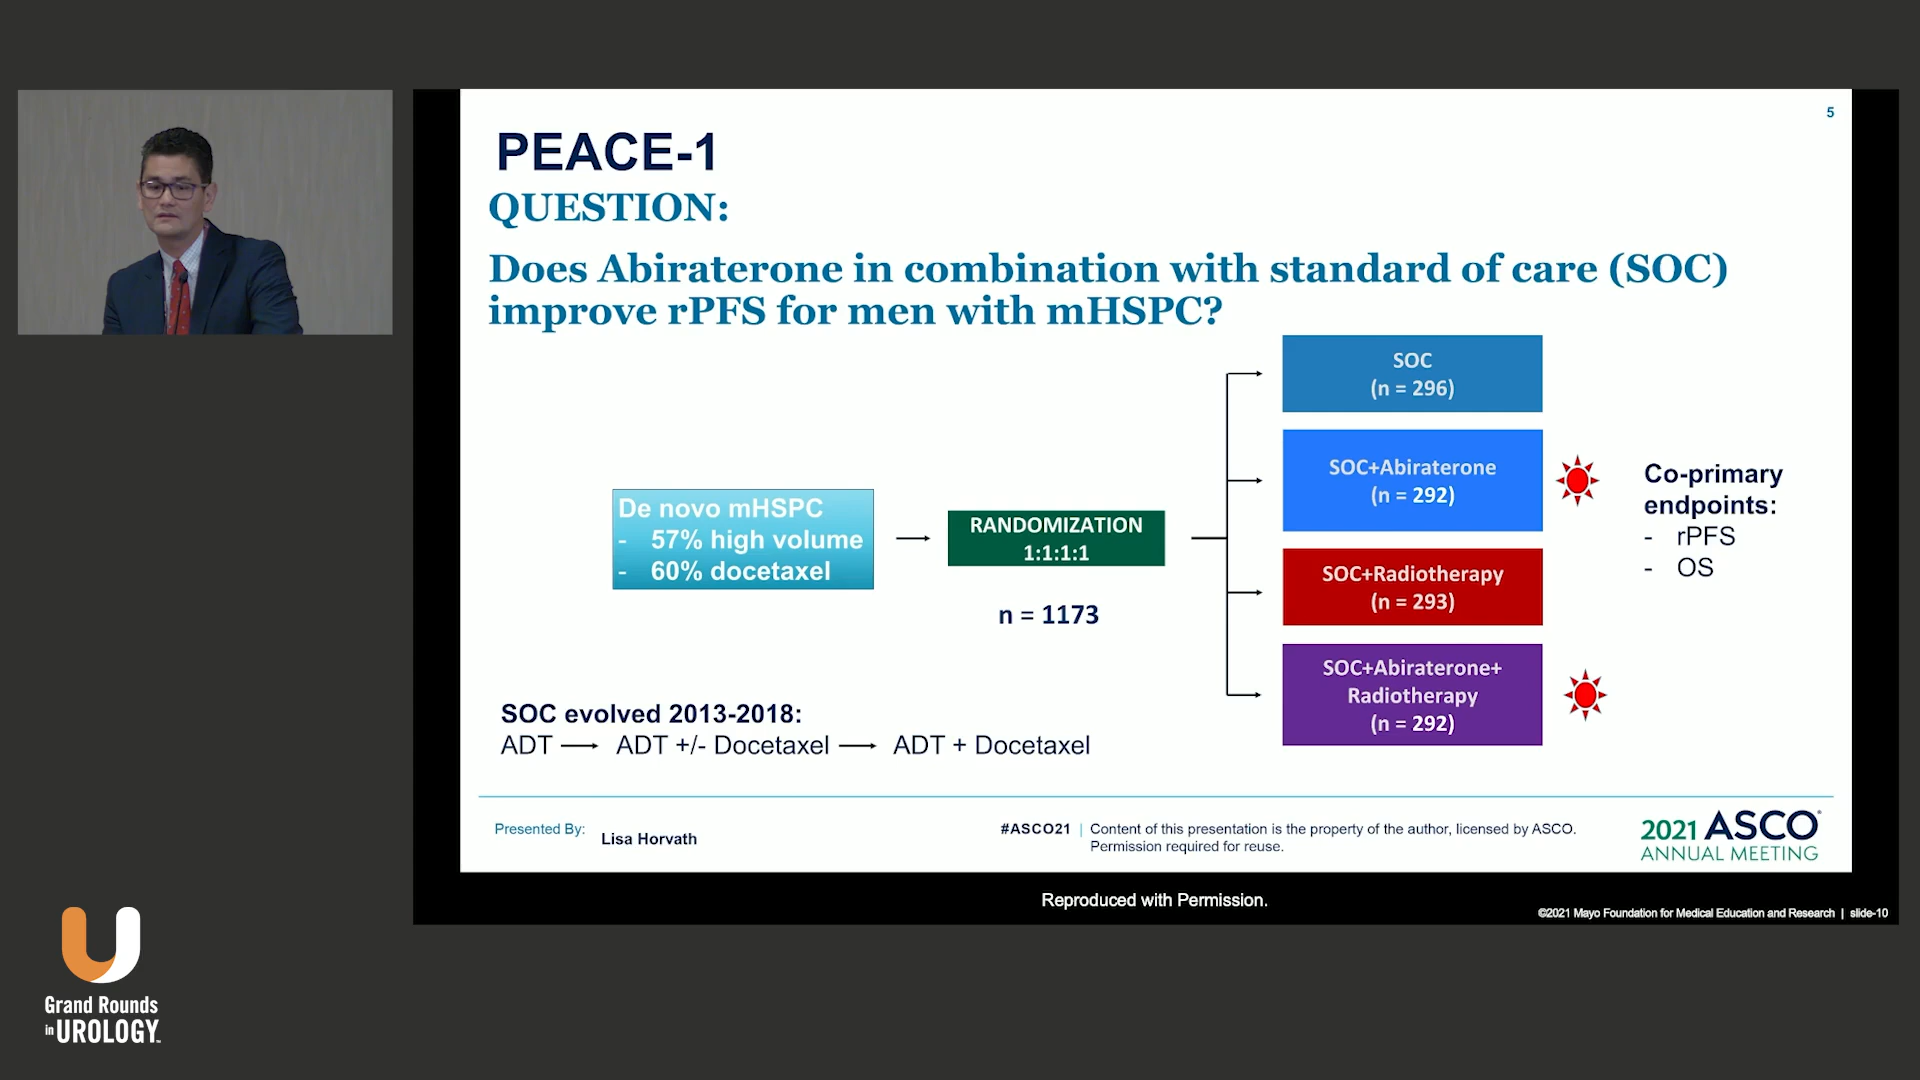 5
PEACE-1
QUESTION:
Does Abiraterone in combination with standard of care (SOC)
improve rPFS for men with mHSPC?
De novo mHSPC
- 57% high volume
- 60% docetaxel
RANDOMIZATION
1:1:1:1
n = 1173
SOC
(n = 296)
SOC+Abiraterone
(n = 292)
SOC+Radiotherapy
(n = 293)
SOC+Abiraterone+
Radiotherapy
(n = 292)
Co-primary
endpoints:
- rPFS
- OS
SOC evolved 2013-2018:
ADT → ADT +/- Docetaxel → ADT + Docetaxel
Presented By: Lisa Horvath
#ASCO21 | Content of this presentation is the property of the author, licensed by ASCO.
Permission required for reuse.
2021 ASCO®
ANNUAL MEETING
Reproduced with Permission.
©2021 Mayo Foundation for Medical Education and Research | slide-10
Grand Rounds
in UROLOGY™